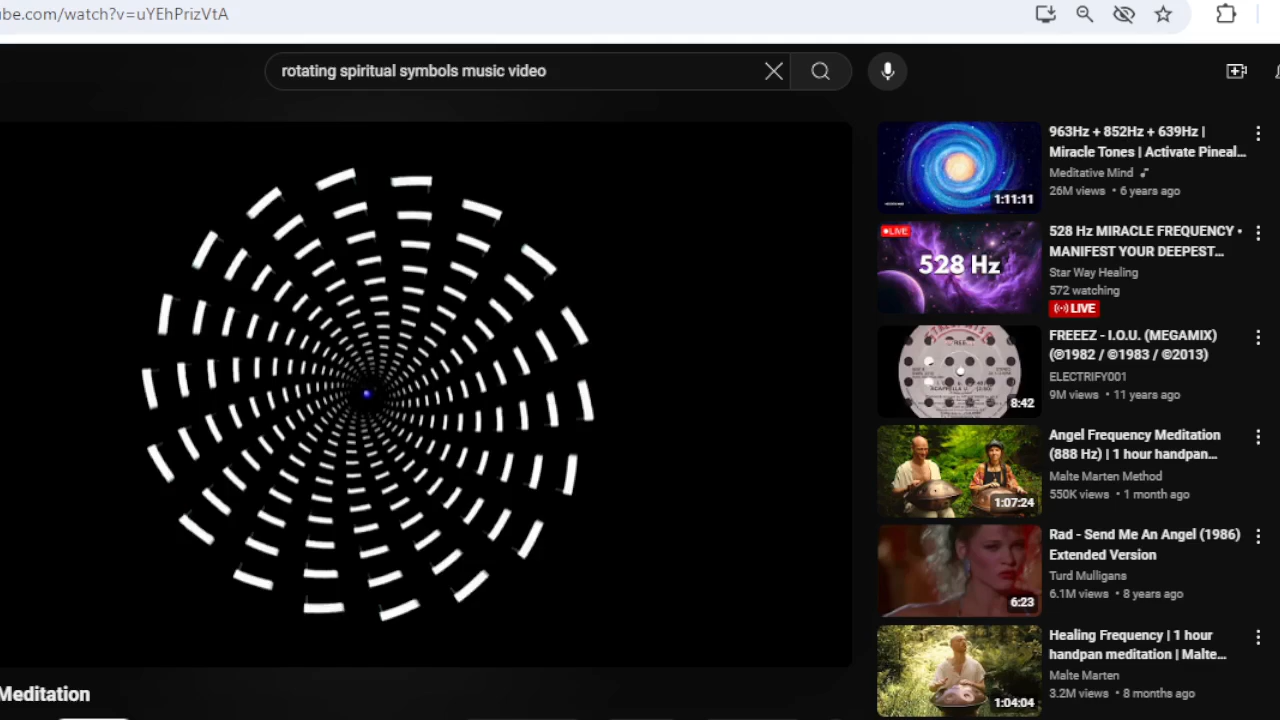 be.com/watch?v=uYEhPrizVtA
rotating spiritual symbols music video
963Hz + 852Hz + 639Hz |
Miracle Tones | Activate Pineal...
Meditative Mind
26M views • 6 years ago
1:11:11
LIVE
528 Hz
528 Hz MIRACLE FREQUENCY •
MANIFEST YOUR DEEPEST...
Star Way Healing
572 watching
LIVE
FREEEZ - I.O.U. (MEGAMIX)
(℗1982 / ©1983 / ©2013)
ELECTRIFY001
9M views • 11 years ago
8:42
Angel Frequency Meditation
(888 Hz) | 1 hour handpan...
Malte Marten Method
550K views • 1 month ago
1:07:24
Rad - Send Me An Angel (1986)
Extended Version
Turd Mulligans
6.1M views • 8 years ago
6:23
Healing Frequency | 1 hour
handpan meditation | Malte...
Malte Marten
3.2M views • 8 months ago
1:04:04
Meditation